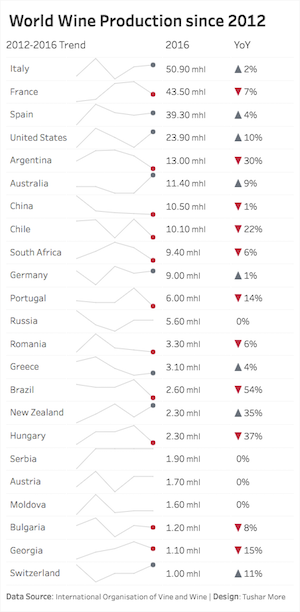 World Wine Production since 2012
2012-2016 Trend 2016 YoY
Italy 50.90 mhl ▲ 2%
France 43.50 mhl ▼ 7%
Spain 39.30 mhl ▲ 4%
United States 23.90 mhl ▲ 10%
Argentina 13.00 mhl ▼ 30%
Australia 11.40 mhl ▲ 9%
China 10.50 mhl ▼ 1%
Chile 10.10 mhl ▼ 22%
South Africa 9.40 mhl ▼ 6%
Germany 9.00 mhl ▲ 1%
Portugal 6.00 mhl ▼ 14%
Russia 5.60 mhl 0%
Romania 3.30 mhl ▼ 6%
Greece 3.10 mhl ▲ 4%
Brazil 2.60 mhl ▼ 54%
New Zealand 2.30 mhl ▲ 35%
Hungary 2.30 mhl ▼ 37%
Serbia 1.90 mhl 0%
Austria 1.70 mhl 0%
Moldova 1.60 mhl 0%
Bulgaria 1.20 mhl ▼ 8%
Georgia 1.10 mhl ▼ 15%
Switzerland 1.00 mhl ▲ 11%
Data Source: International Organisation of Vine and Wine | Design: Tushar More